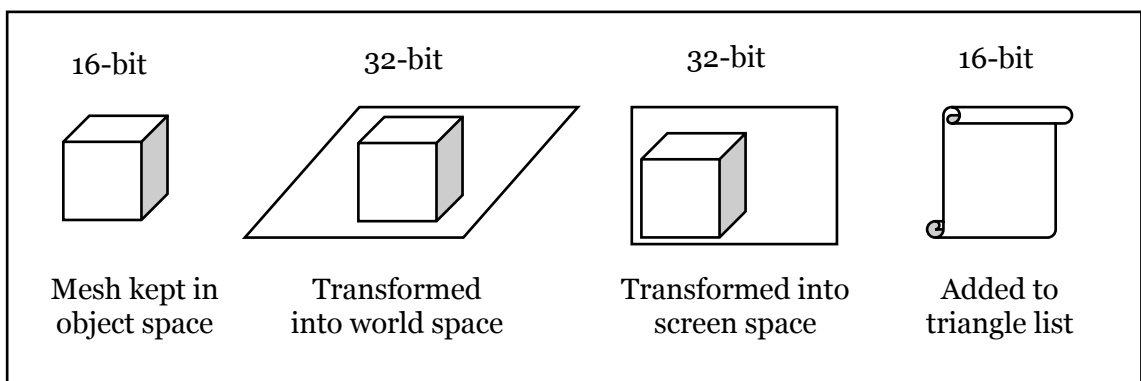 16-bit
32-bit
32-bit
16-bit
Mesh kept in
object space
Transformed
into world space
Transformed into
screen space
Added to
triangle list